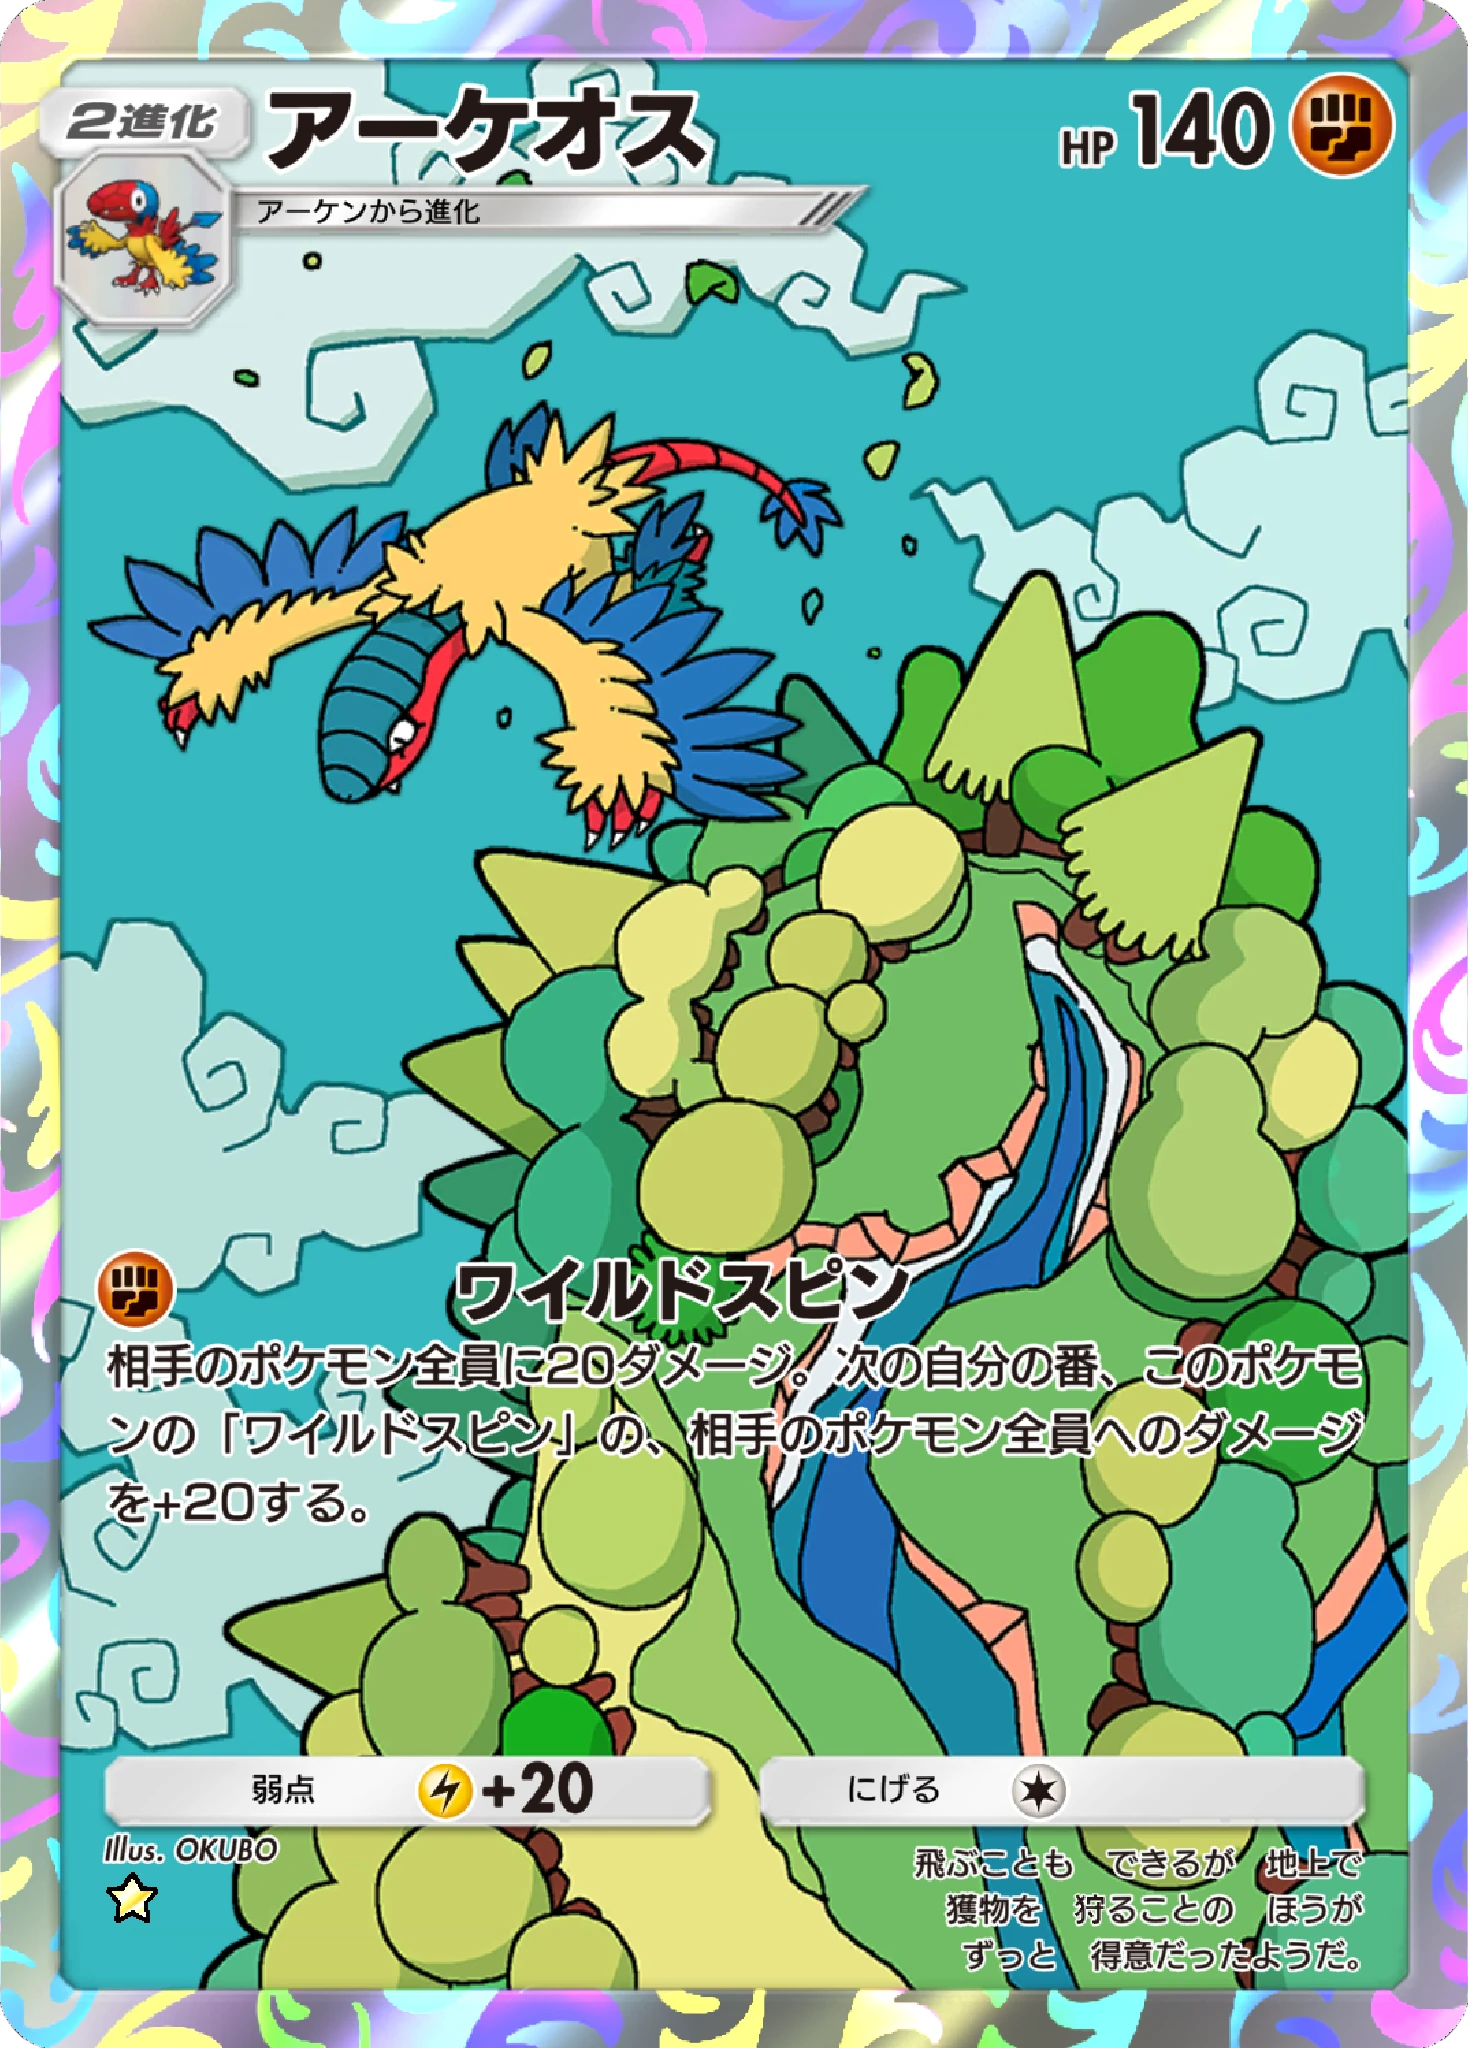 2進化
アーケオス
HP 140
アーケンから進化
ワイルドスピン
相手のポケモン全員に20ダメージ。次の自分の番、このポケモ
ンの「ワイルドスピン」の、相手のポケモン全員へのダメージ
を+20する。
弱点 +20
にげる
Illus. OKUBO
飛ぶことも できるが 地上で
獲物を 狩ることの ほうが
ずっと 得意だったようだ。